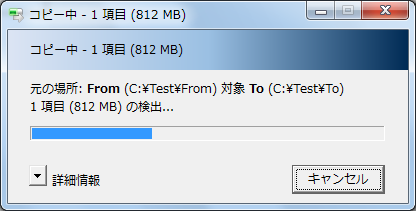 コピー中 - 1 項目 (812 MB)
コピー中 - 1 項目 (812 MB)
元の場所: From (C:¥Test¥From) 対象 To (C:¥Test¥To)
1 項目 (812 MB) の検出...
詳細情報
キャンセル